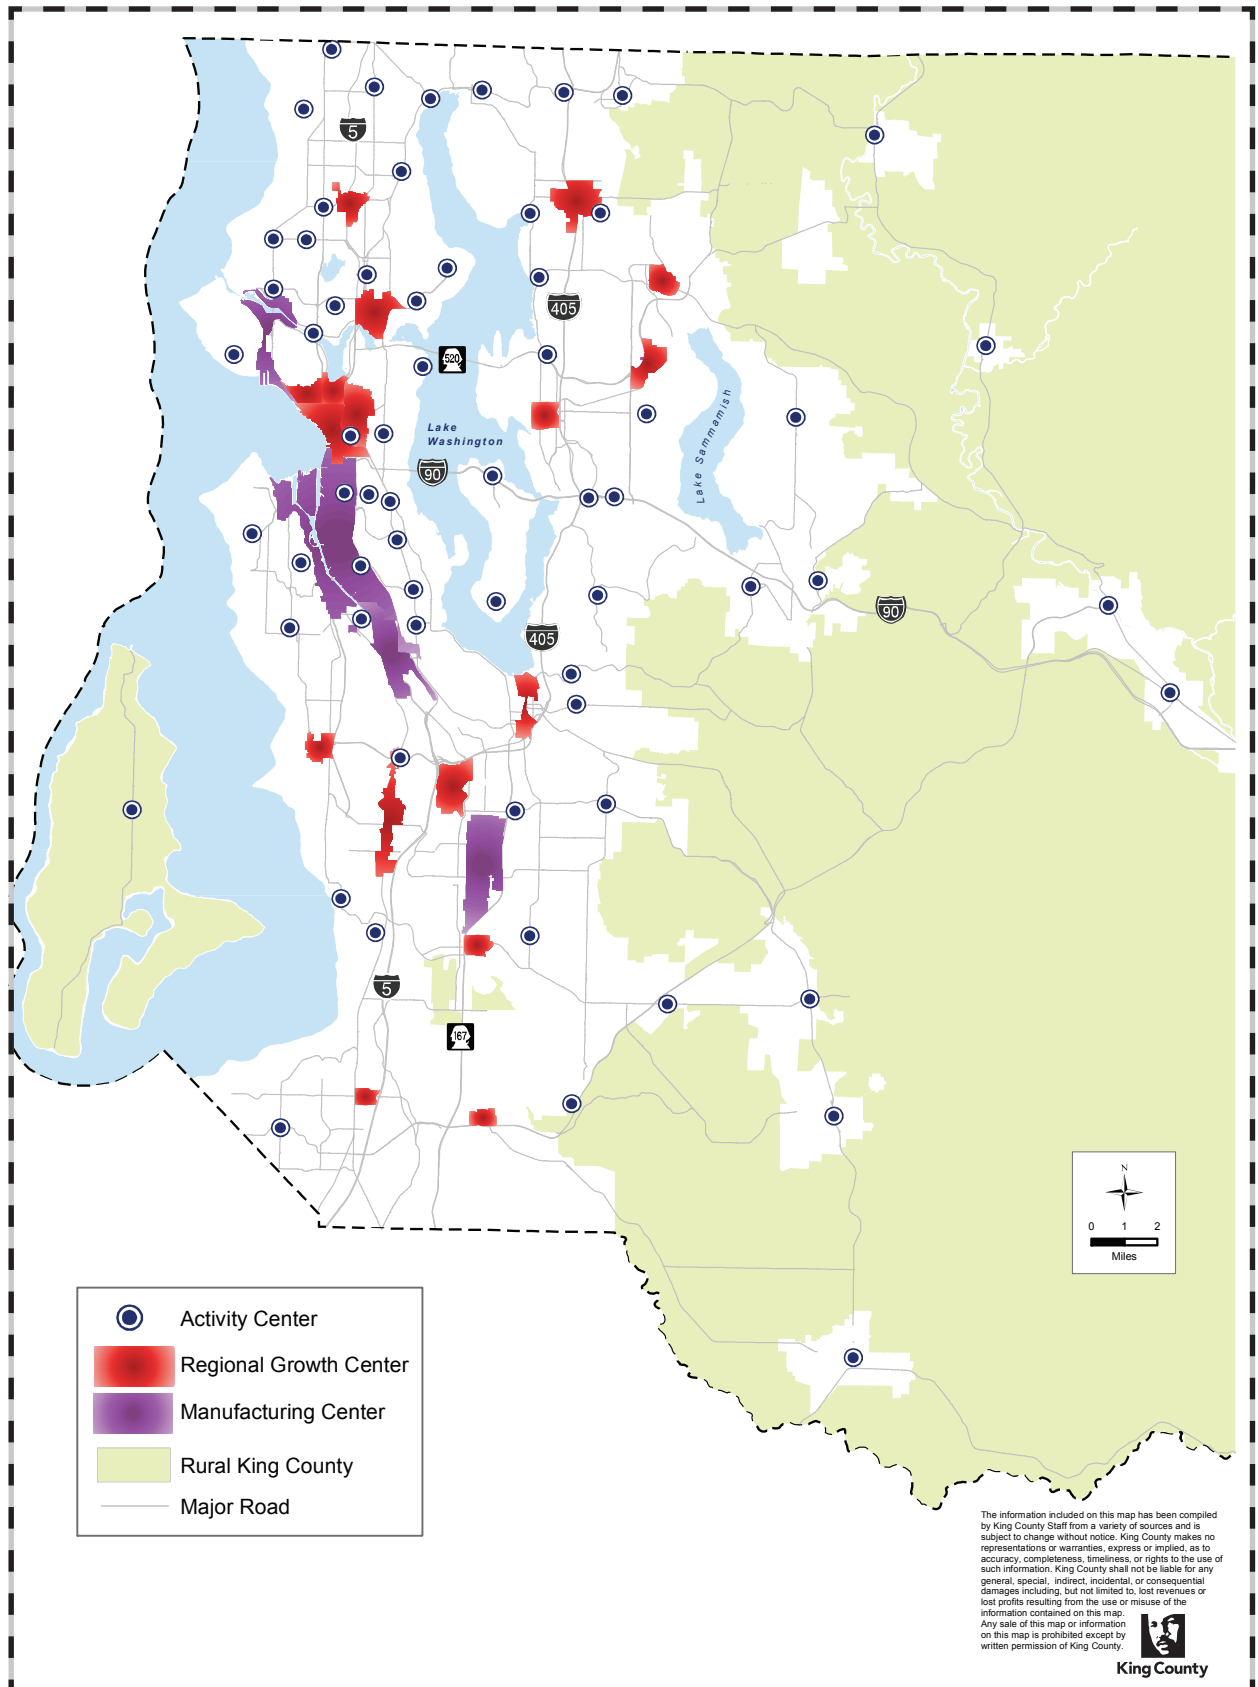 5
405
520
Lake
Washington
Lake Sammamish
90
90
405
5
167
N
0 1 2
Miles
Activity Center
Regional Growth Center
Manufacturing Center
Rural King County
Major Road
The information included on this map has been compiled
by King County Staff from a variety of sources and is
subject to change without notice. King County makes no
representations or warranties, express or implied, as to
accuracy, completeness, timeliness, or rights to the use of
such information. King County shall not be liable for any
general, special, indirect, incidental, or consequential
damages including, but not limited to, lost revenues or
lost profits resulting from the use or misuse of the
information contained on this map.
Any sale of this map or information
on this map is prohibited except by
written permission of King County.
King County